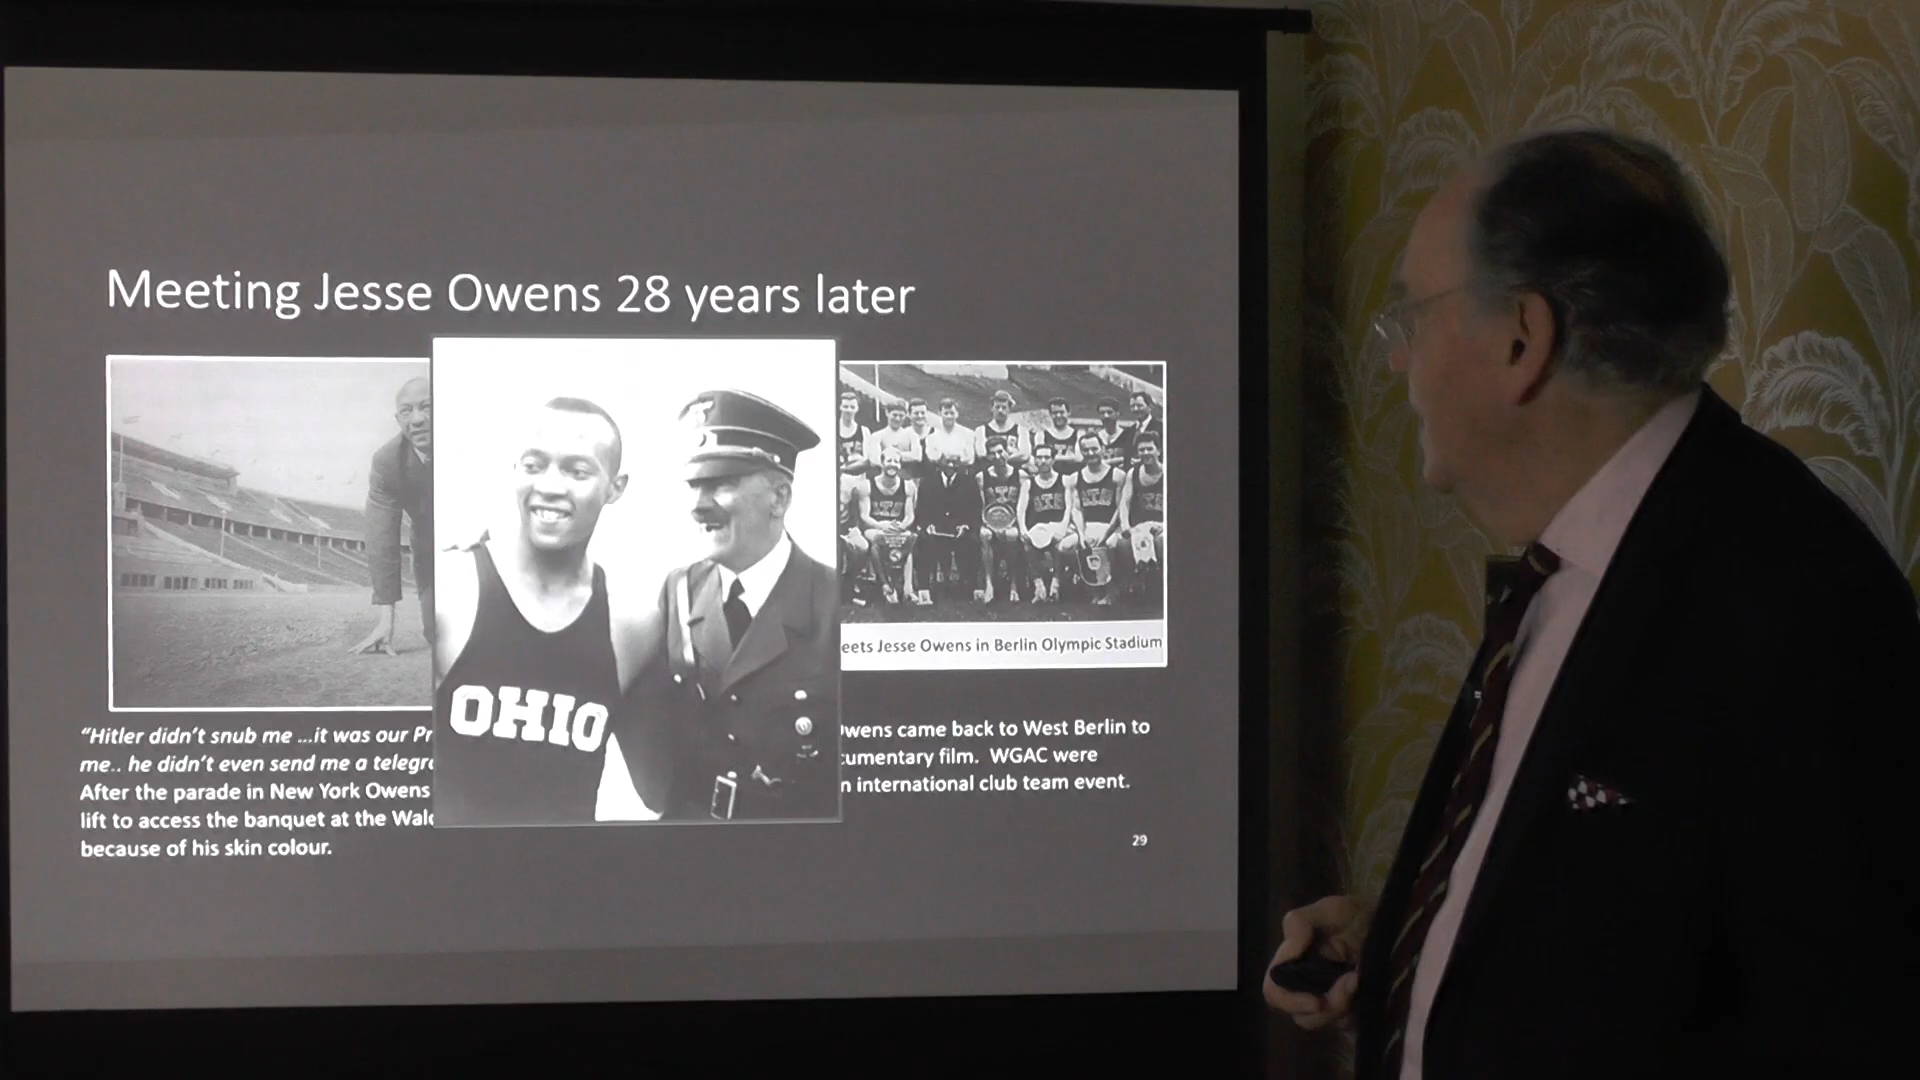 Meeting Jesse Owens 28 years later
OHIO
eets Jesse Owens in Berlin Olympic Stadium
"Hitler didn't snub me ...it was our Pr
me.. he didn't even send me a telegra
After the parade in New York Owens
lift to access the banquet at the Wald
because of his skin colour.
Owens came back to West Berlin to
cumentary film. WGAC were
n international club team event.
29